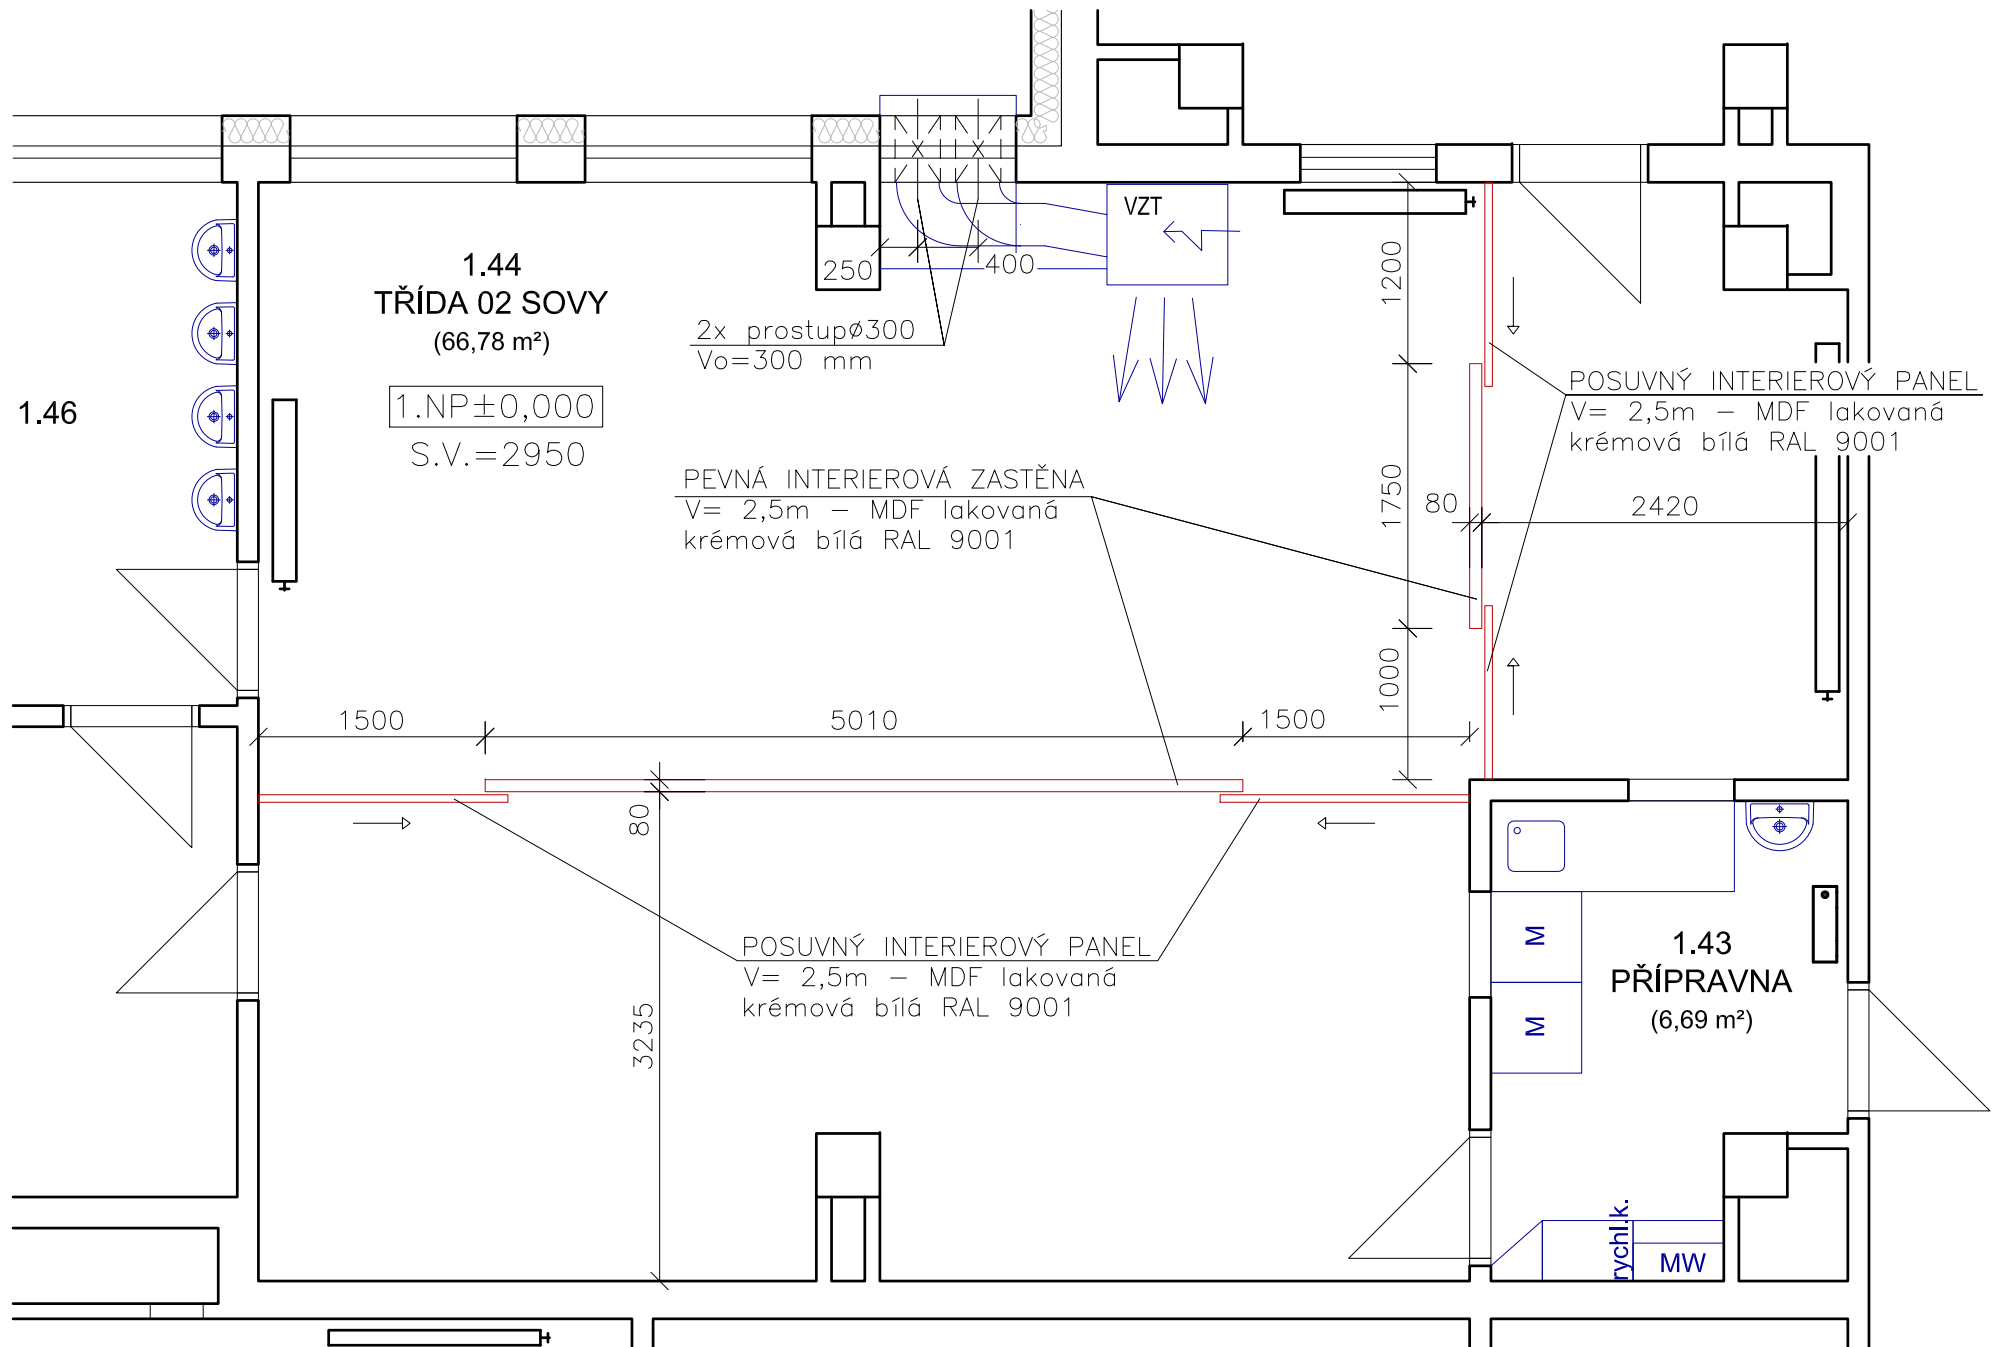 VZT
250
400
1200
1.44
TŘÍDA 02 SOVY
(66,78 m²)
2x prostupø300
Vo=300 mm
1.NP±0,000
S.V.=2950
1.46
POSUVNÝ INTERIEROVÝ PANEL
V= 2,5m – MDF lakovaná
krémová bílá RAL 9001
PEVNÁ INTERIEROVÁ ZASTĚNA
V= 2,5m – MDF lakovaná
krémová bílá RAL 9001
1750
80
2420
1000
1500
5010
1500
80
POSUVNÝ INTERIEROVÝ PANEL
V= 2,5m – MDF lakovaná
krémová bílá RAL 9001
3235
M
M
1.43
PŘÍPRAVNA
(6,69 m²)
rychl.k.
MW